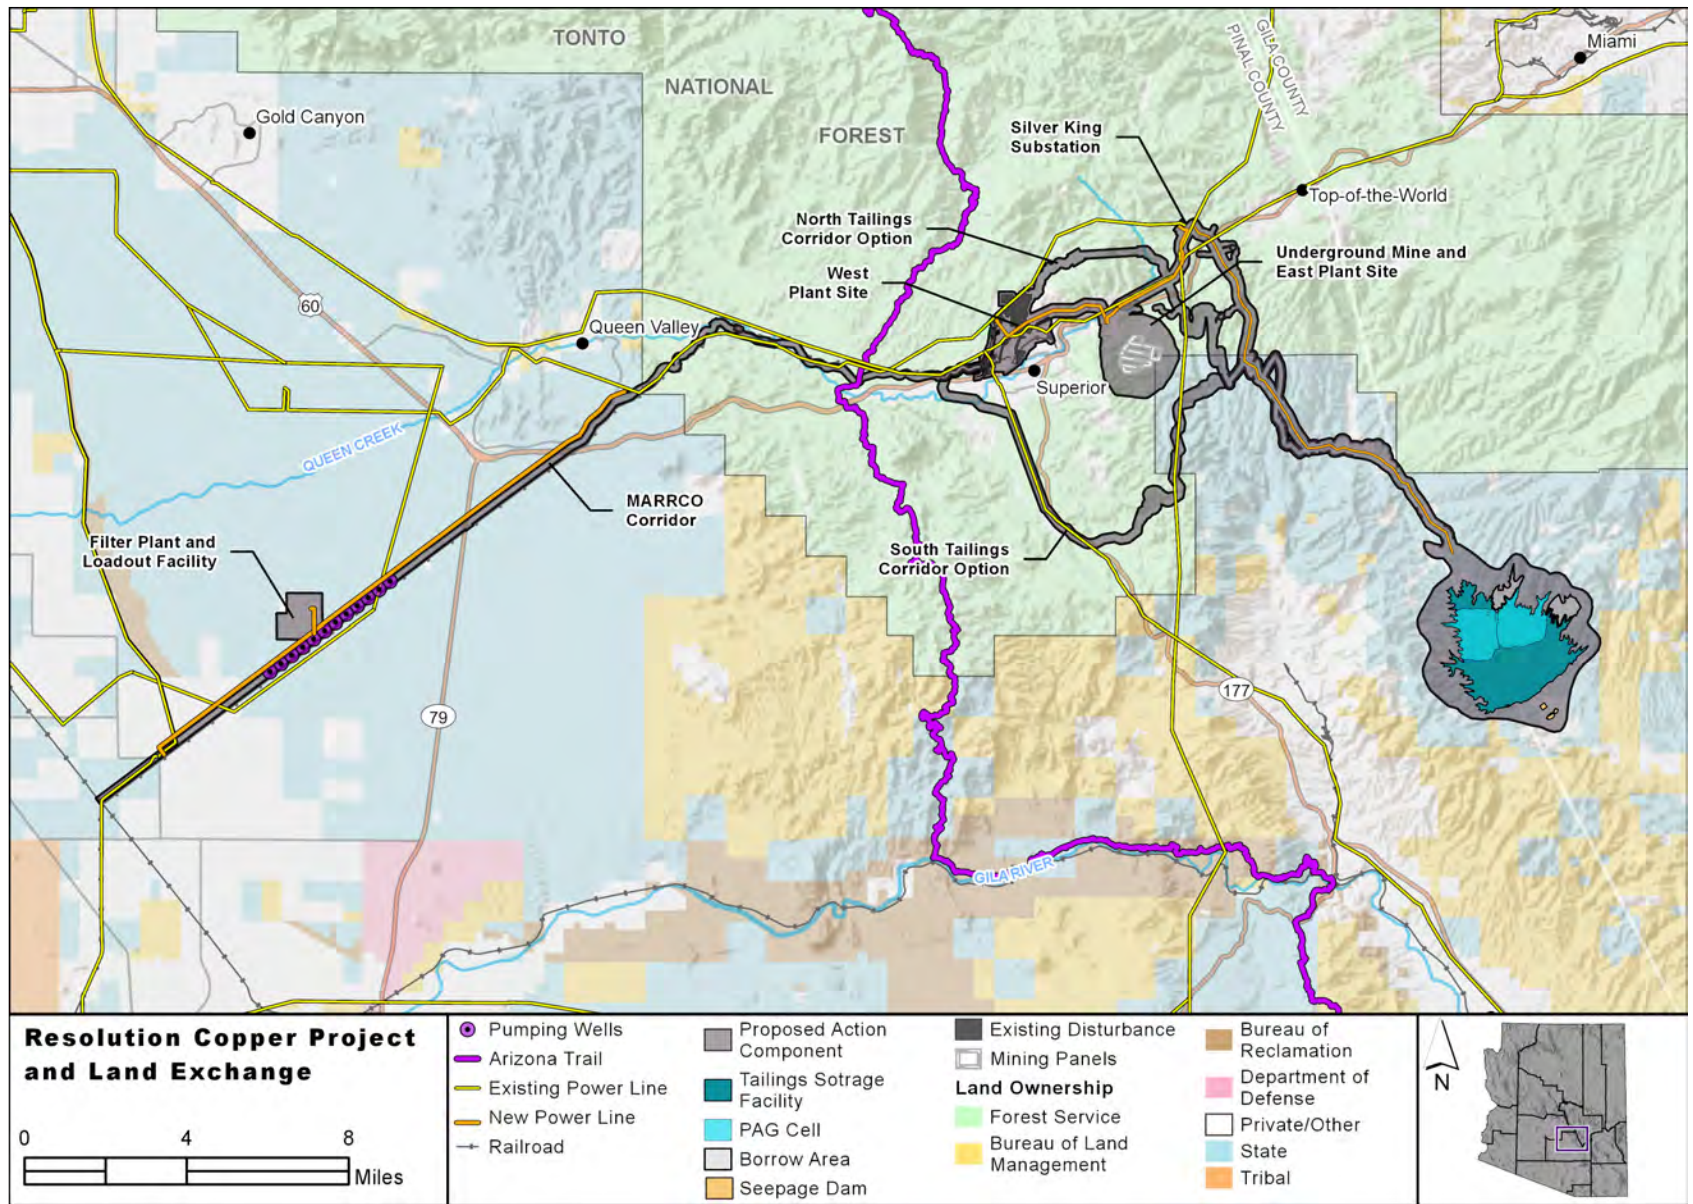 TONTO
NATIONAL
FOREST
GILA COUNTY
PINAL COUNTY
Miami
Gold Canyon
Silver King
Substation
Top-of-the-World
North Tailings
Corridor Option
Underground Mine and
East Plant Site
West
Plant Site
60
Queen Valley
Superior
QUEEN CREEK
MARRCO
Corridor
Filter Plant and
Loadout Facility
South Tailings
Corridor Option
177
79
GILA RIVER
Resolution Copper Project
and Land Exchange
0 4 8
Miles
Pumping Wells
Arizona Trail
Existing Power Line
New Power Line
Railroad
Proposed Action
Component
Tailings Sotrage
Facility
PAG Cell
Borrow Area
Seepage Dam
Existing Disturbance
Mining Panels
Land Ownership
Forest Service
Bureau of Land
Management
Bureau of
Reclamation
Department of
Defense
Private/Other
State
Tribal
N